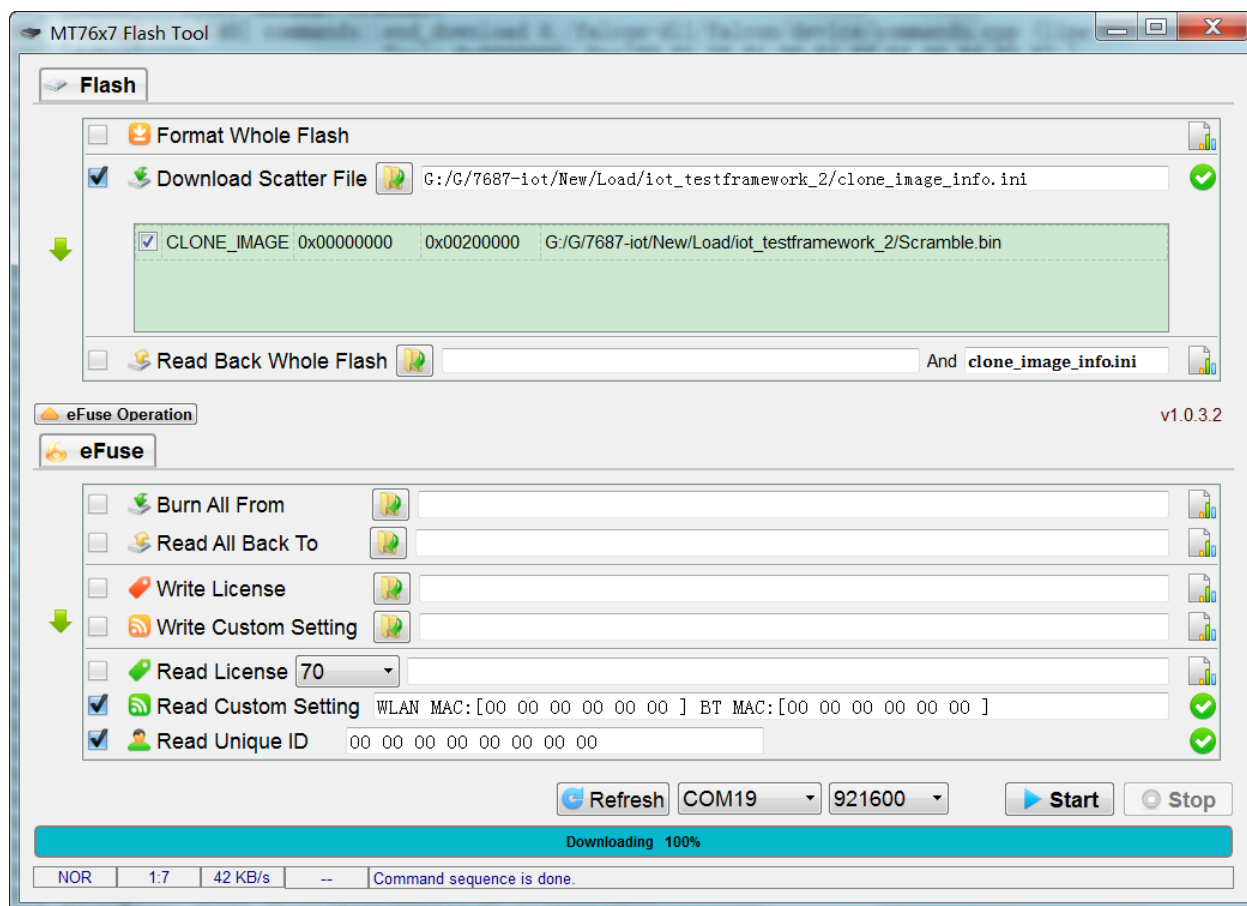 MT76x7 Flash Tool
Flash
Format Whole Flash
Download Scatter File G:/G/7687-iot/New/Load/iot_testframework_2/clone_image_info.ini
CLONE_IMAGE 0x00000000 0x00200000 G:/G/7687-iot/New/Load/iot_testframework_2/Scramble.bin
Read Back Whole Flash And clone_image_info.ini
eFuse Operation v1.0.3.2
eFuse
Burn All From
Read All Back To
Write License
Write Custom Setting
Read License 70
Read Custom Setting WLAN MAC:[00 00 00 00 00 00 ] BT MAC:[00 00 00 00 00 00 ]
Read Unique ID 00 00 00 00 00 00 00 00
Refresh COM19 921600 Start Stop
Downloading 100%
NOR 1:7 42 KB/s -- Command sequence is done.